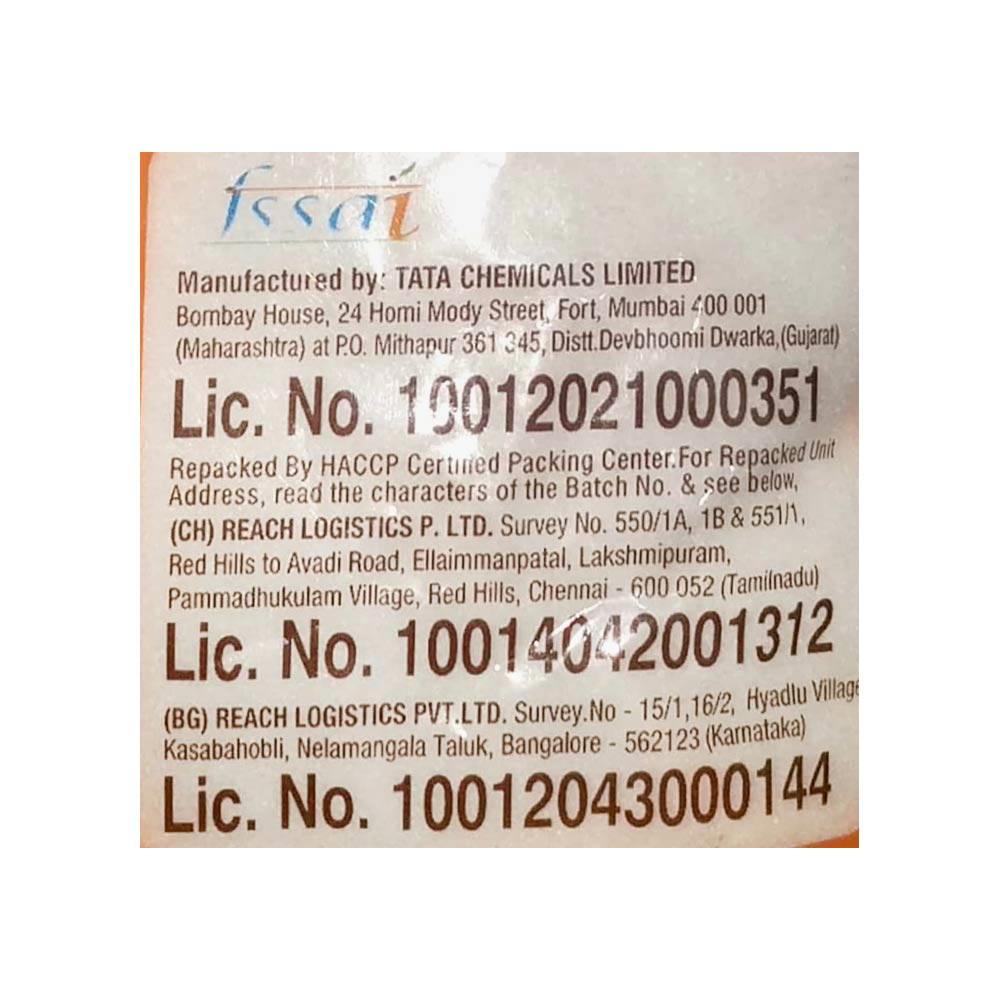 fssai
Manufactured by: TATA CHEMICALS LIMITED
Bombay House, 24 Homi Mody Street, Fort, Mumbai 400 001
(Maharashtra) at P.O. Mithapur 361 345, Distt.Devbhoomi Dwarka,(Gujarat)
Lic. No. 10012021000351
Repacked By HACCP Certified Packing Center.For Repacked Unit
Address, read the characters of the Batch No. & see below,
(CH) REACH LOGISTICS P. LTD. Survey No. 550/1A, 1B & 551/1,
Red Hills to Avadi Road, Ellaimmanpatal, Lakshmipuram,
Pammadhukulam Village, Red Hills, Chennai - 600 052 (Tamilnadu)
Lic. No. 10014042001312
(BG) REACH LOGISTICS PVT.LTD. Survey.No - 15/1,16/2, Hyadlu Village
Kasabahobli, Nelamangala Taluk, Bangalore - 562123 (Karnataka)
Lic. No. 10012043000144